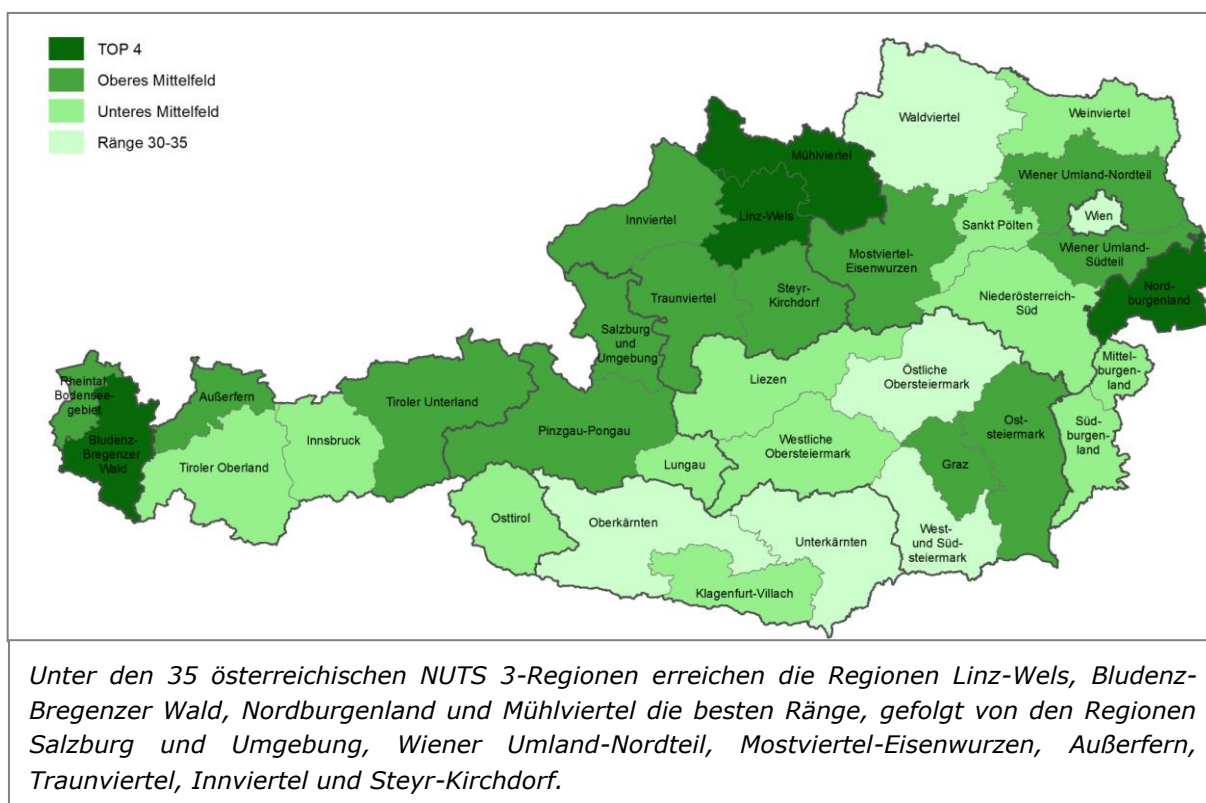 TOP 4
Oberes Mittelfeld
Unteres Mittelfeld
Ränge 30-35
Waldviertel
Weinviertel
Mühlviertel
Wiener Umland-Nordteil
Linz-Wels
Wien
Innviertel
Sankt Pölten
Mostviertel-
Eisenwurzen
Wiener Umland-
Südteil
Nord-
burgenland
Traunviertel
Steyr-
Kirchdorf
Niederösterreich-
Süd
Salzburg
und
Umgebung
Mittel-
burgen-
land
Östliche
Obersteiermark
Liezen
Rheintal-
Bodensee-
gebiet
Außerfern
Tiroler Unterland
Pinzgau-Pongau
Ost-
steiermark
Süd-
burgen-
land
Bludenz-
Bregenzer
Wald
Innsbruck
Westliche
Obersteiermark
Tiroler Oberland
Lungau
Graz
Osttirol
Oberkärnten
Unterkärnten
West-
und Süd-
steiermark
Klagenfurt-Villach
Unter den 35 österreichischen NUTS 3-Regionen erreichen die Regionen Linz-Wels, Bludenz-
Bregenzer Wald, Nordburgenland und Mühlviertel die besten Ränge, gefolgt von den Regionen
Salzburg und Umgebung, Wiener Umland-Nordteil, Mostviertel-Eisenwurzen, Außerfern,
Traunviertel, Innviertel und Steyr-Kirchdorf.